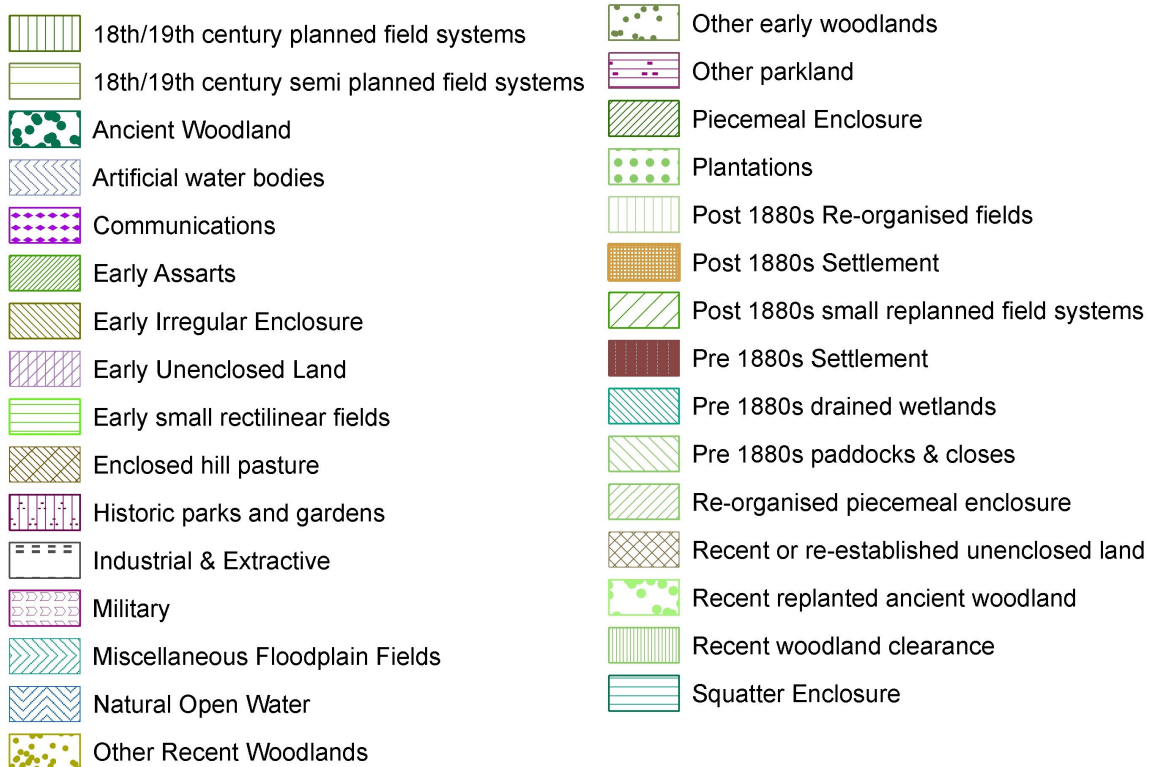 18th/19th century planned field systems
18th/19th century semi planned field systems
Ancient Woodland
Artificial water bodies
Communications
Early Assarts
Early Irregular Enclosure
Early Unenclosed Land
Early small rectilinear fields
Enclosed hill pasture
Historic parks and gardens
Industrial & Extractive
Military
Miscellaneous Floodplain Fields
Natural Open Water
Other Recent Woodlands
Other early woodlands
Other parkland
Piecemeal Enclosure
Plantations
Post 1880s Re-organised fields
Post 1880s Settlement
Post 1880s small replanned field systems
Pre 1880s Settlement
Pre 1880s drained wetlands
Pre 1880s paddocks & closes
Re-organised piecemeal enclosure
Recent or re-established unenclosed land
Recent replanted ancient woodland
Recent woodland clearance
Squatter Enclosure